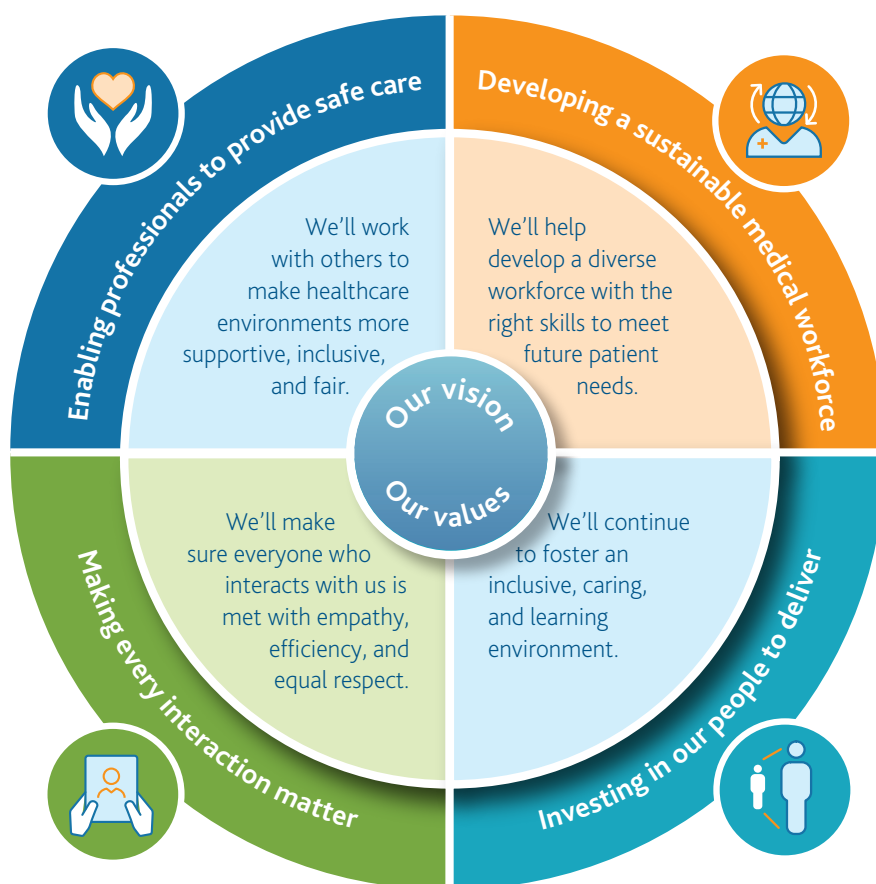 Enabling professionals to provide safe care
We’ll work
with others to
make healthcare
environments more
supportive, inclusive,
and fair.
Developing a sustainable medical workforce
We’ll help
develop a diverse
workforce with the
right skills to meet
future patient
needs.
Our vision
Our values
Making every interaction matter
We’ll make
sure everyone who
interacts with us is
met with empathy,
efficiency, and
equal respect.
Investing in our people to deliver
We’ll continue
to foster an
inclusive, caring,
and learning
environment.